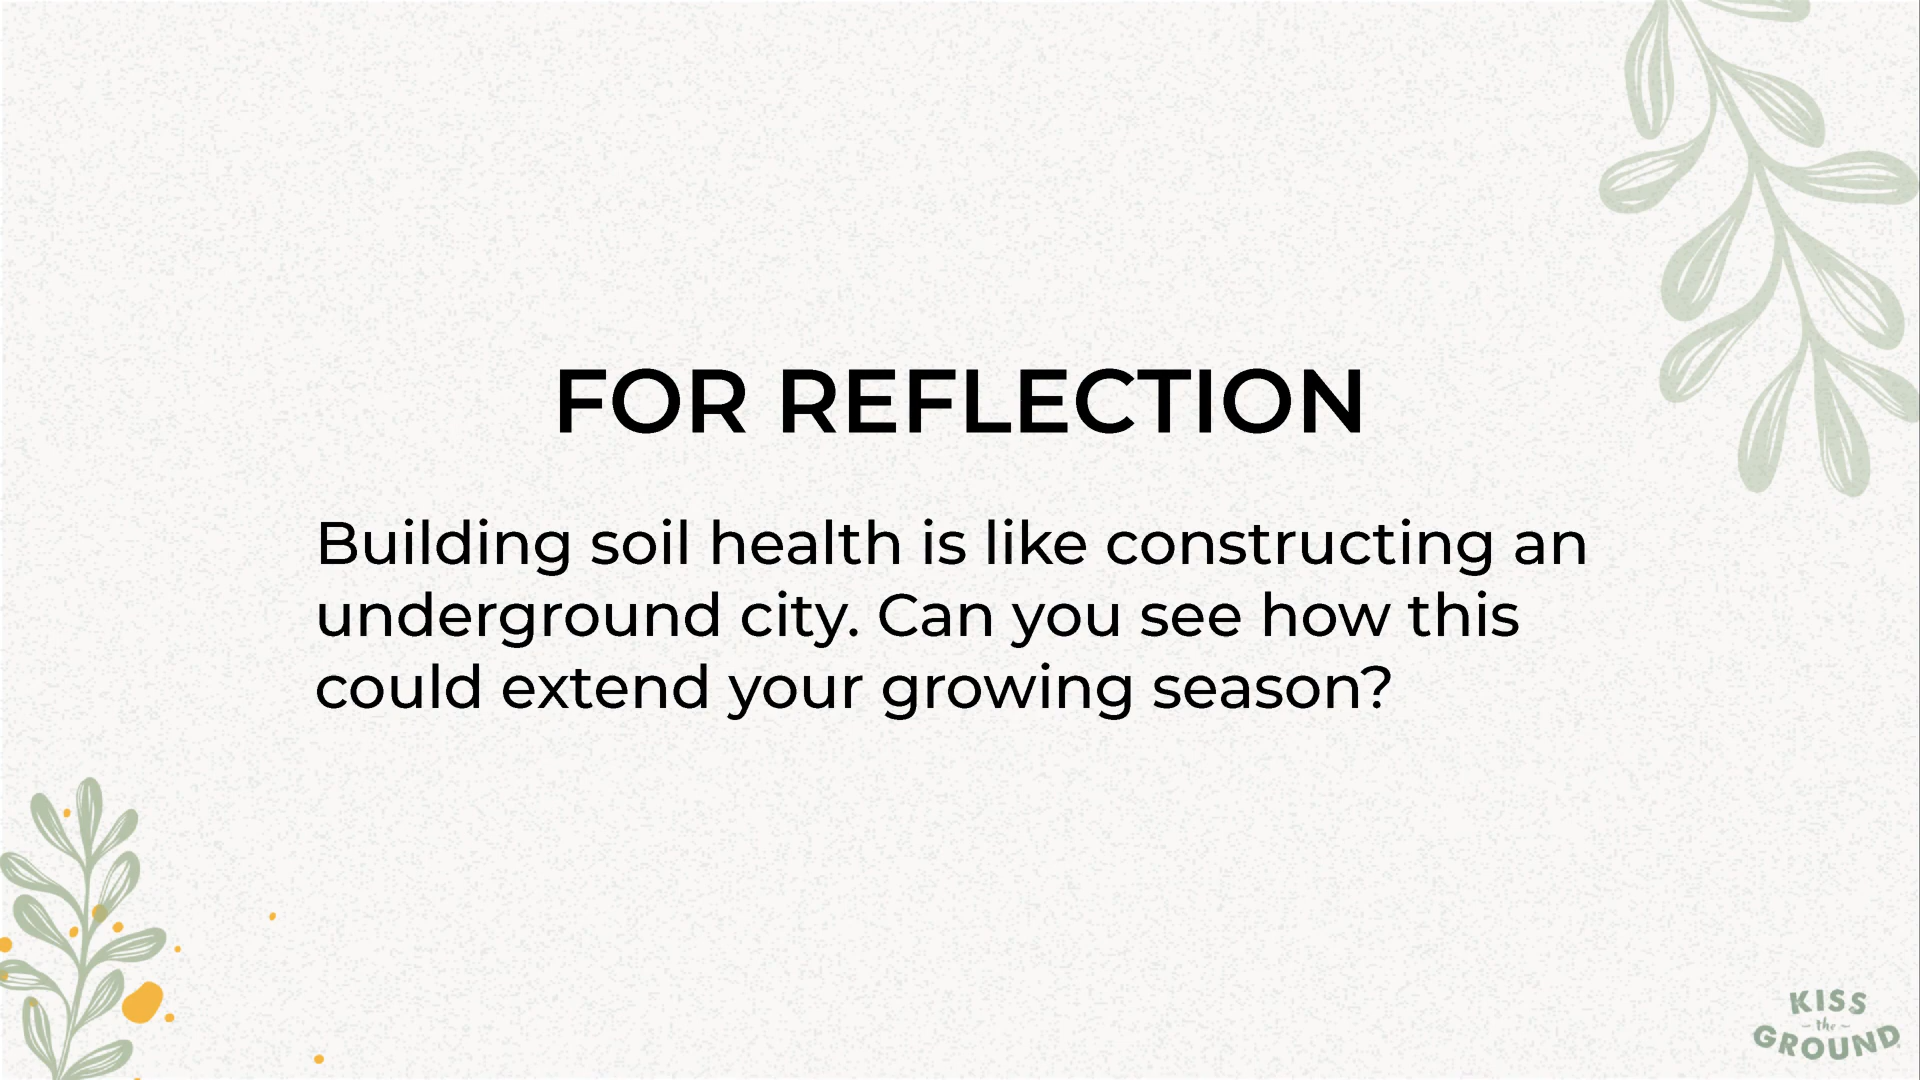 FOR REFLECTION
Building soil health is like constructing an
underground city. Can you see how this
could extend your growing season?
KISS
the
GROUND